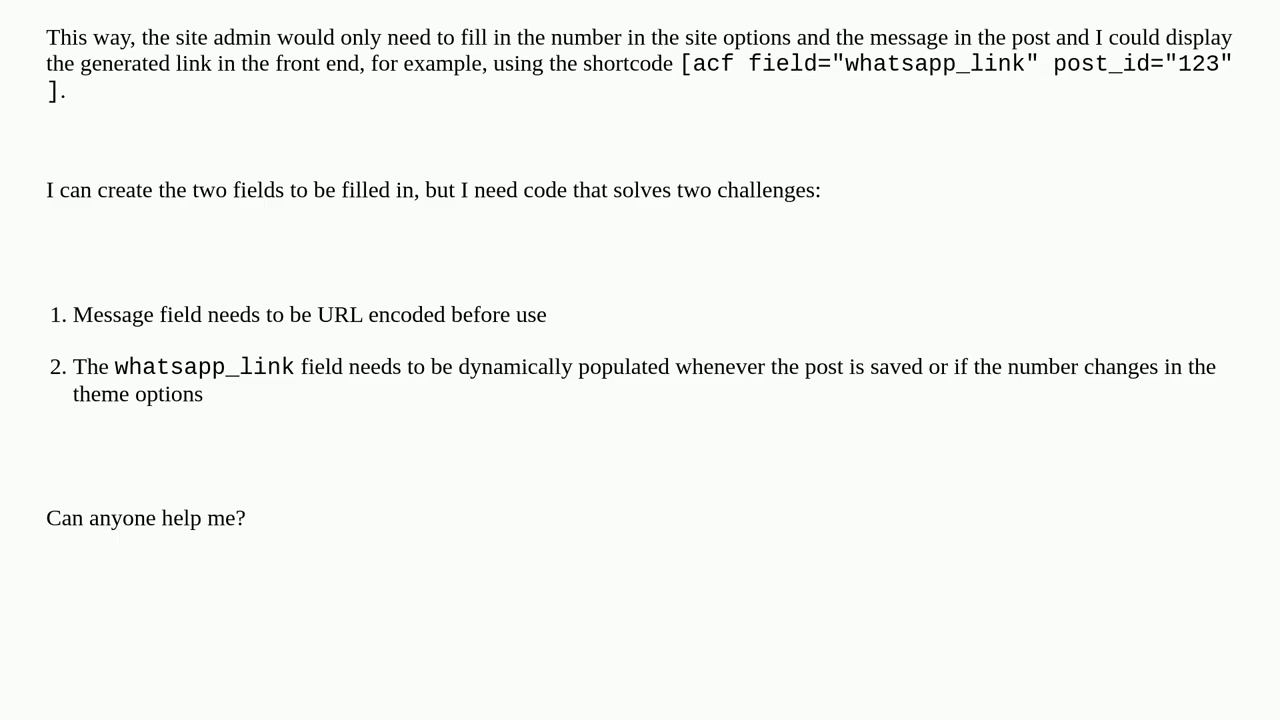 This way, the site admin would only need to fill in the number in the site options and the message in the post and I could display
the generated link in the front end, for example, using the shortcode [acf field="whatsapp_link" post_id="123"
].
I can create the two fields to be filled in, but I need code that solves two challenges:
1. Message field needs to be URL encoded before use
2. The whatsapp_link field needs to be dynamically populated whenever the post is saved or if the number changes in the
theme options
Can anyone help me?